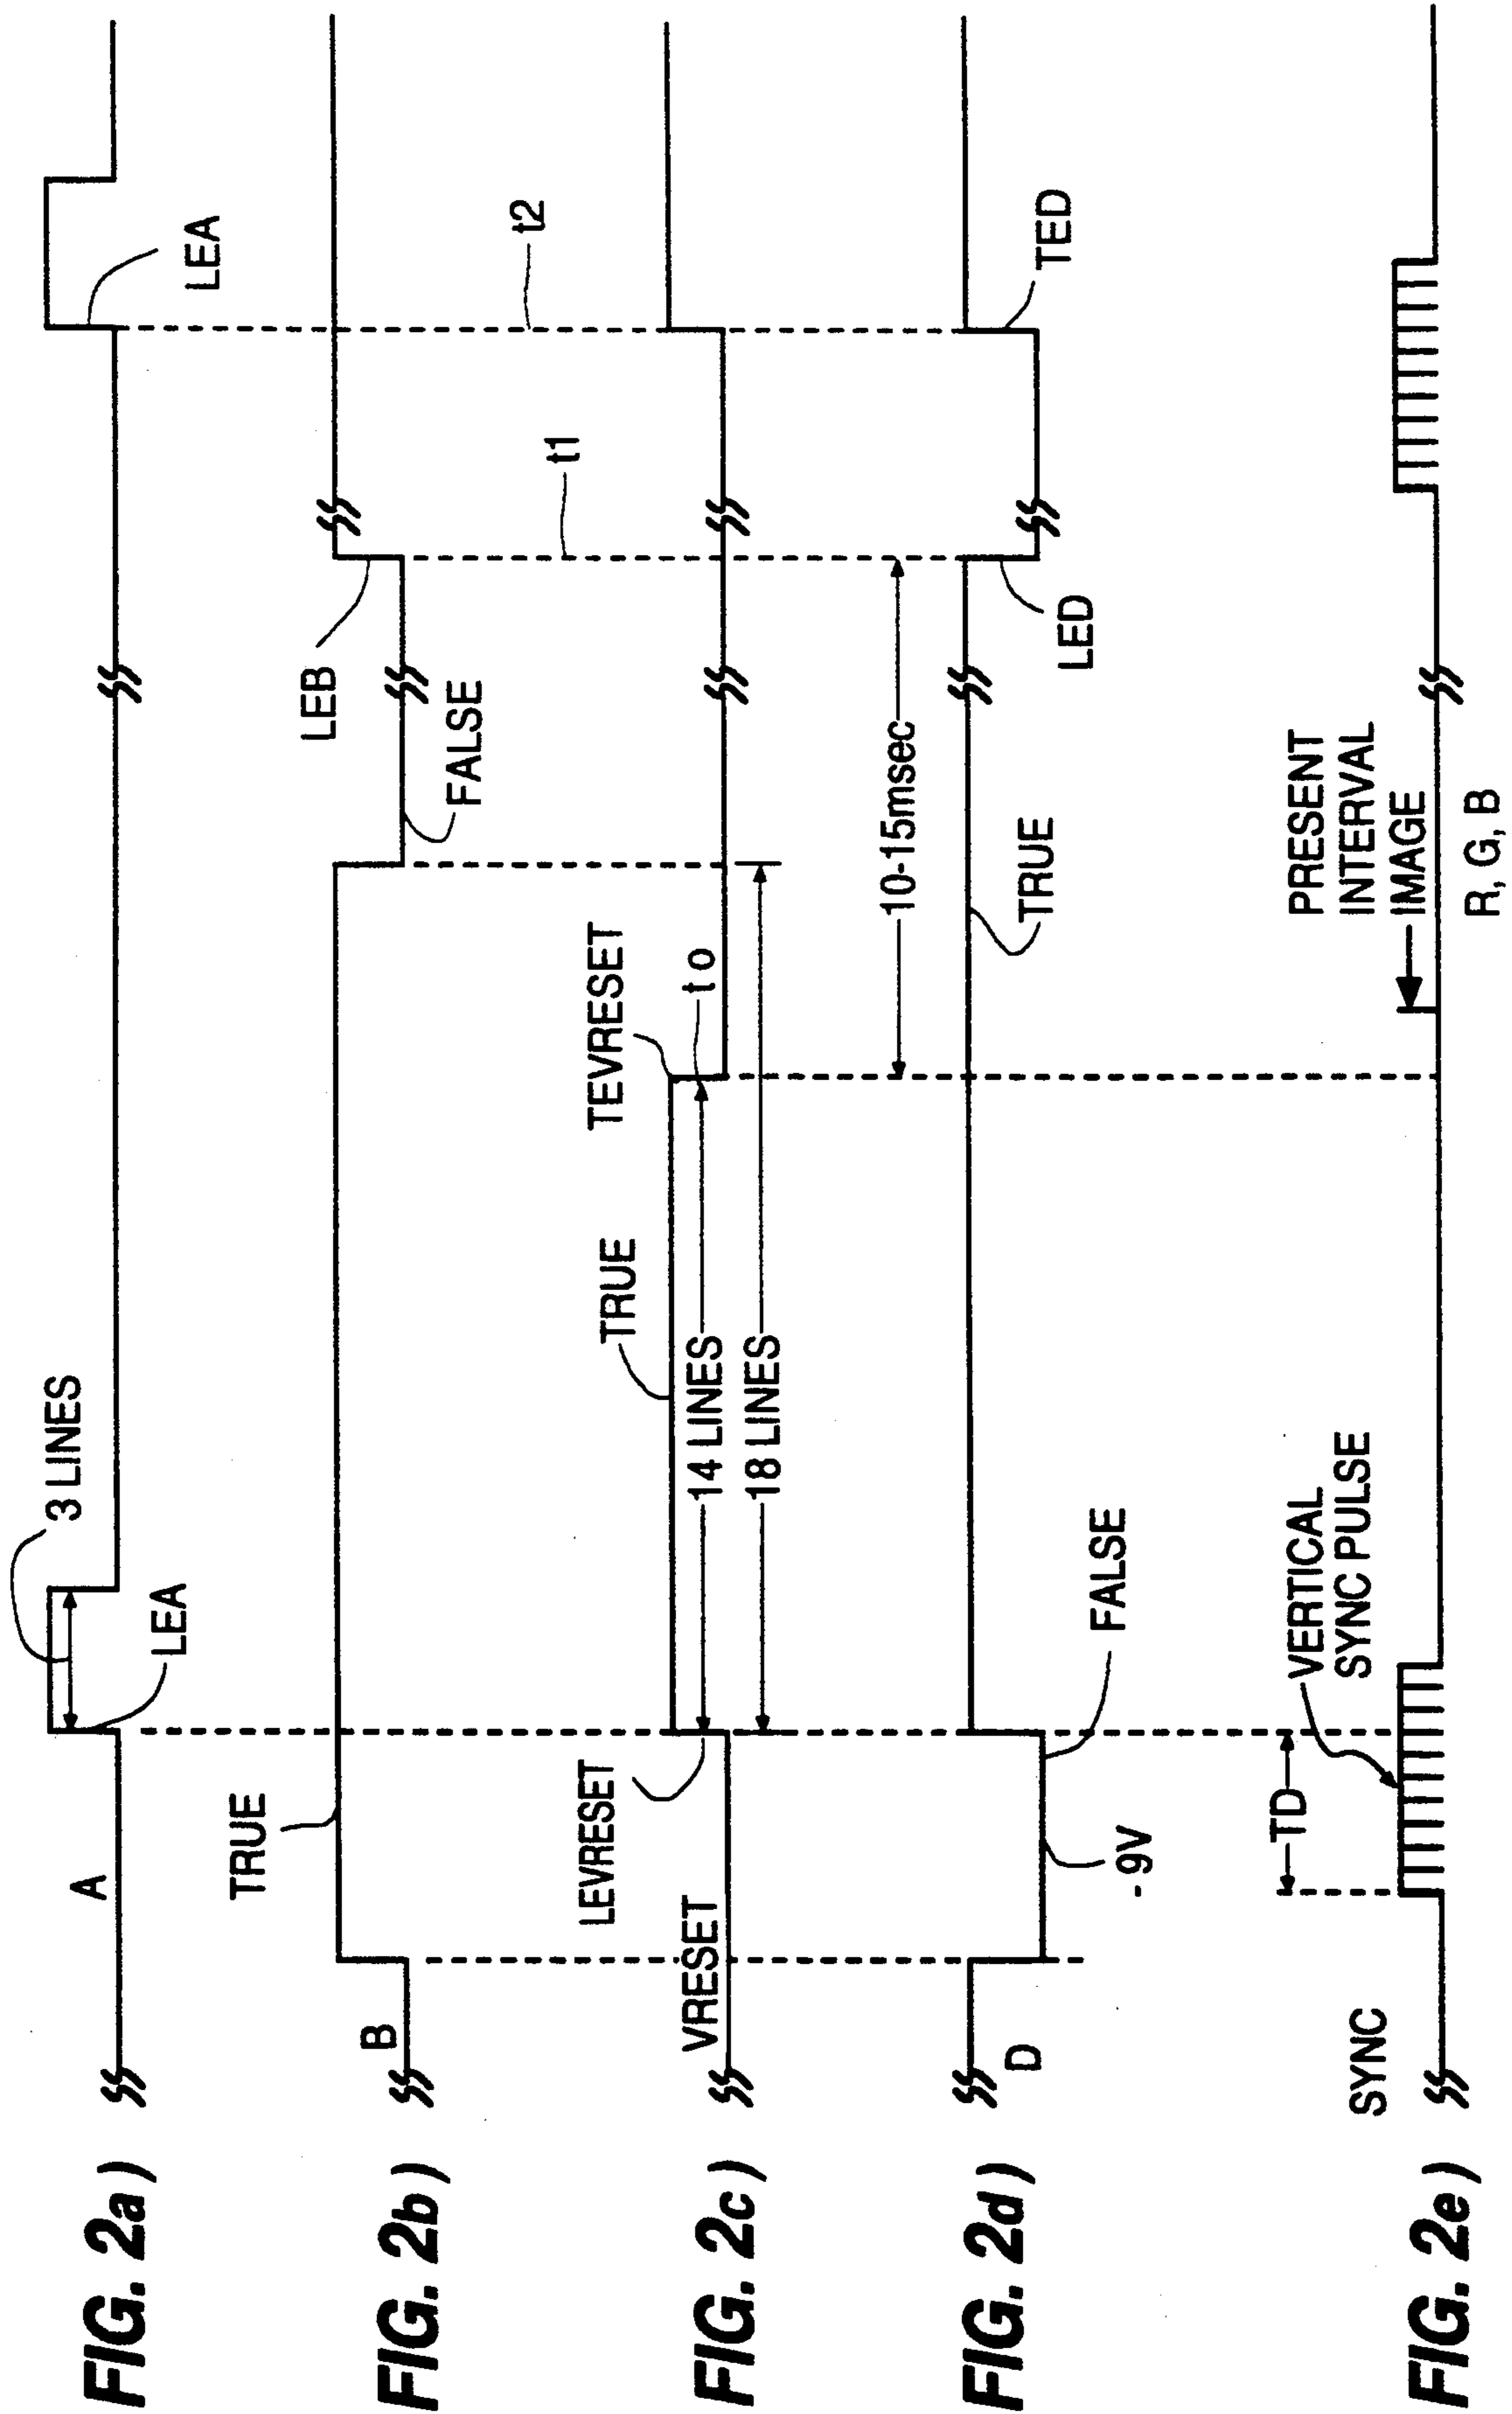 FIG. 2a )
A
LEA
3 LINES
LEA
FIG. 2b )
B
TRUE
FALSE
LEB
t1
t2
FIG. 2c )
VRESET
LEVRESET
TRUE
14 LINES
18 LINES
TEVRESET
to
10-15msec
FIG. 2d )
D
- 9V
FALSE
TRUE
LED
TED
FIG. 2e )
SYNC
TD
VERTICAL
SYNC PULSE
PRESENT
INTERVAL
IMAGE
R, G, B